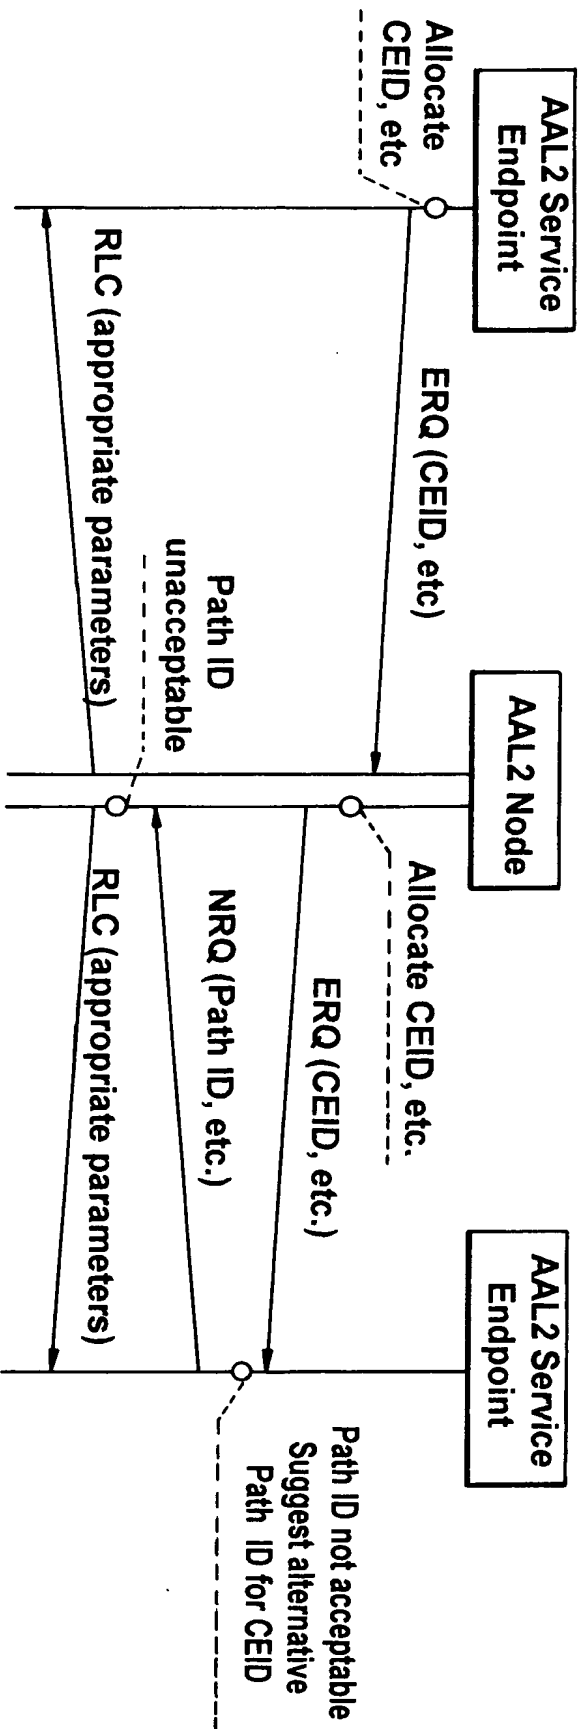 AAL2 Service
Endpoint
AAL2 Node
AAL2 Service
Endpoint
Allocate
CEID, etc
ERQ (CEID, etc)
Allocate CEID, etc.
ERQ (CEID, etc.)
Path ID not acceptable
Suggest alternative
Path ID for CEID
NRQ (Path ID, etc.)
Path ID
unacceptable
RLC (appropriate parameters)
RLC (appropriate parameters)